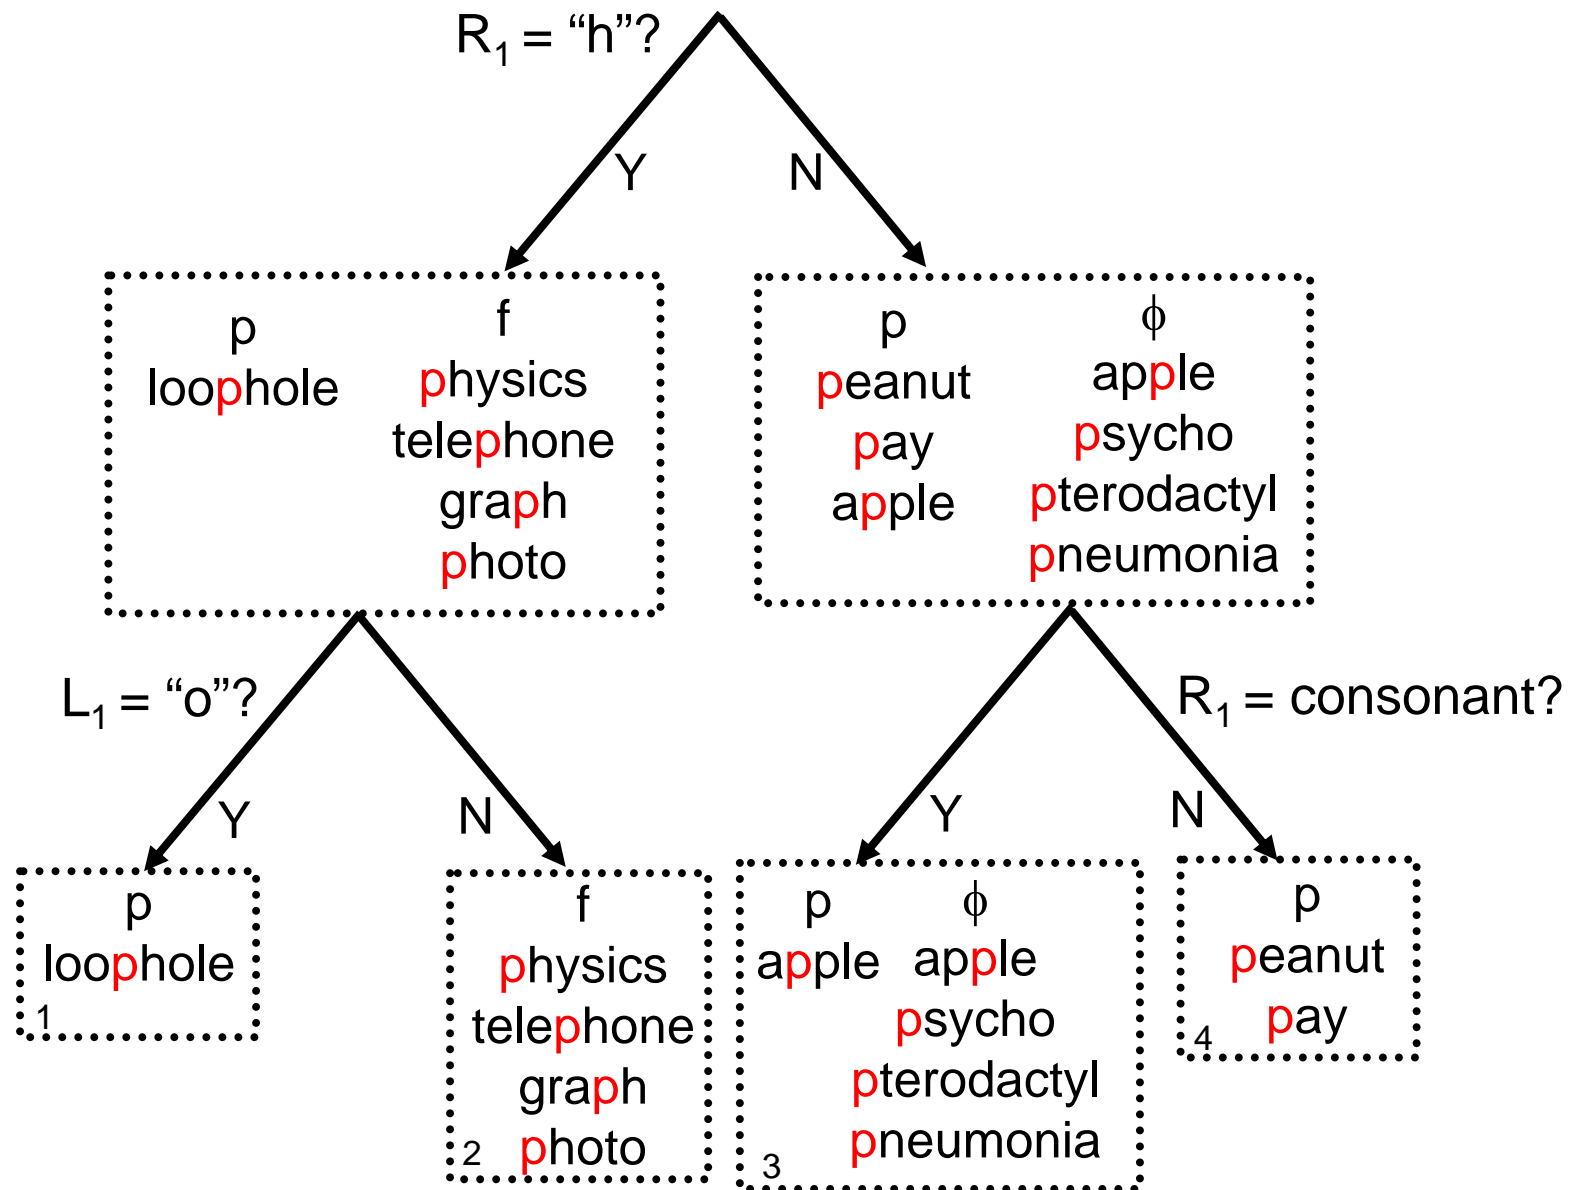 R1 = “h”?
Y
N
p
loophole
f
physics
telephone
graph
photo
p
peanut
pay
apple
ϕ
apple
psycho
pterodactyl
pneumonia
L1 = “o”?
Y
N
R1 = consonant?
Y
N
p
loophole
1
f
physics
telephone
graph
photo
2
p
apple
ϕ
apple
psycho
pterodactyl
pneumonia
3
p
peanut
pay
4